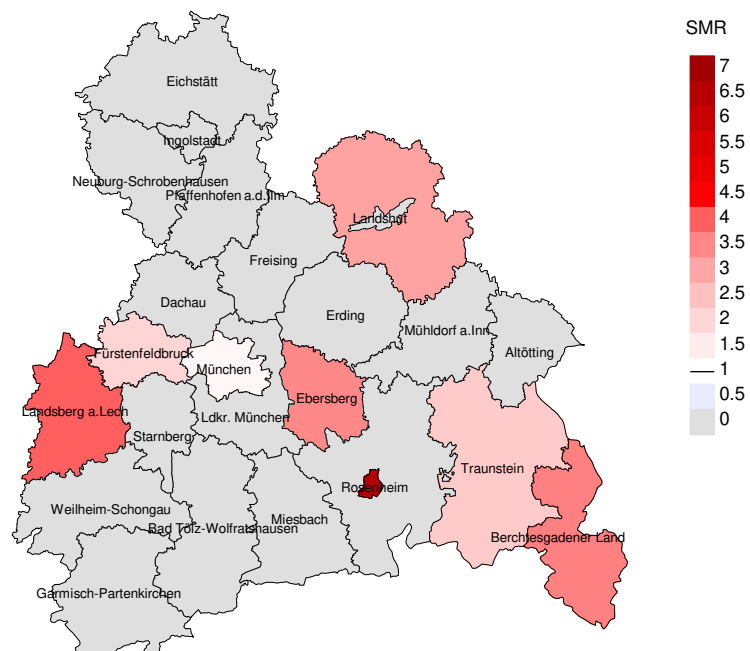 SMR
7
6.5
6
5.5
5
4.5
4
3.5
3
2.5
2
1.5
1
0.5
0
Eichstätt
Ingolstadt
Neuburg-Schrobenhausen
Pfaffenhofen a.d.Ilm
Landshut
Freising
Dachau
Erding
Mühldorf a.Inn
Altötting
Fürstenfeldbruck
München
Ebersberg
Landsberg a.Lech
Ldkr. München
Starnberg
Traunstein
Rosenheim
Weilheim-Schongau
Miesbach
Bad Tölz-Wolfratshausen
Berchtesgadener Land
Garmisch-Partenkirchen